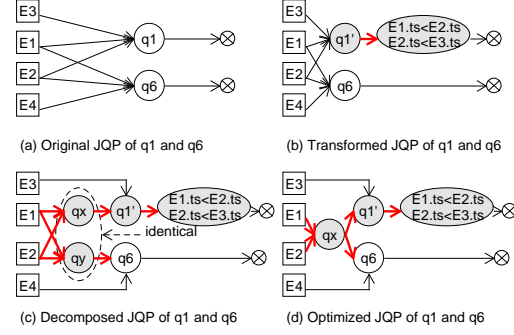 E3
E1
E2
E4
q1
q6
(a) Original JQP of q1 and q6
E3
E1
E2
E4
q1'
q6
E1.ts<E2.ts
E2.ts<E3.ts
(b) Transformed JQP of q1 and q6
E3
E1
E2
E4
qx
qy
q1'
q6
E1.ts<E2.ts
E2.ts<E3.ts
identical
(c) Decomposed JQP of q1 and q6
E3
E1
E2
E4
qx
q1'
q6
E1.ts<E2.ts
E2.ts<E3.ts
(d) Optimized JQP of q1 and q6